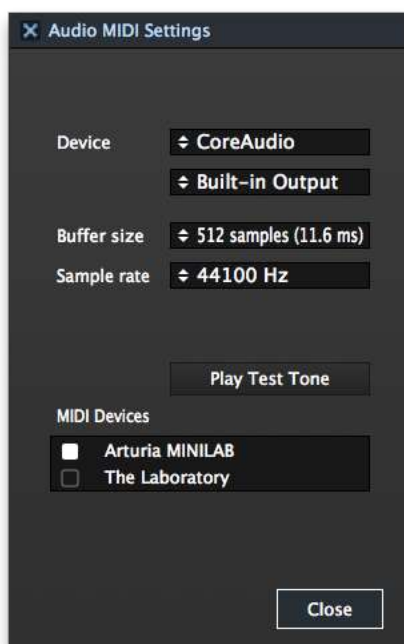 Audio MIDI Settings
Device
CoreAudio
Built-in Output
Buffer size
512 samples (11.6 ms)
Sample rate
44100 Hz
Play Test Tone
MIDI Devices
Arturia MINILAB
The Laboratory
Close